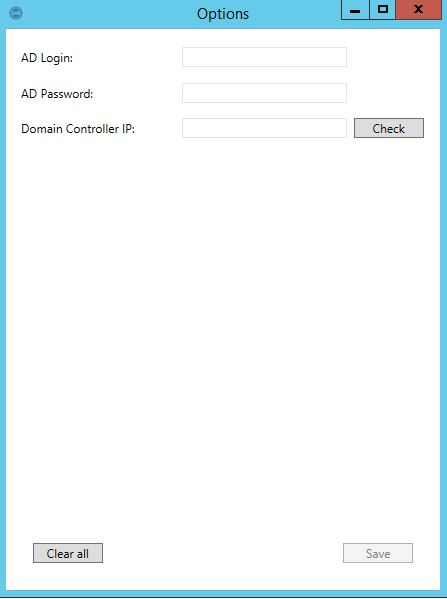 Options
AD Login:
AD Password:
Domain Controller IP:
Check
Clear all
Save